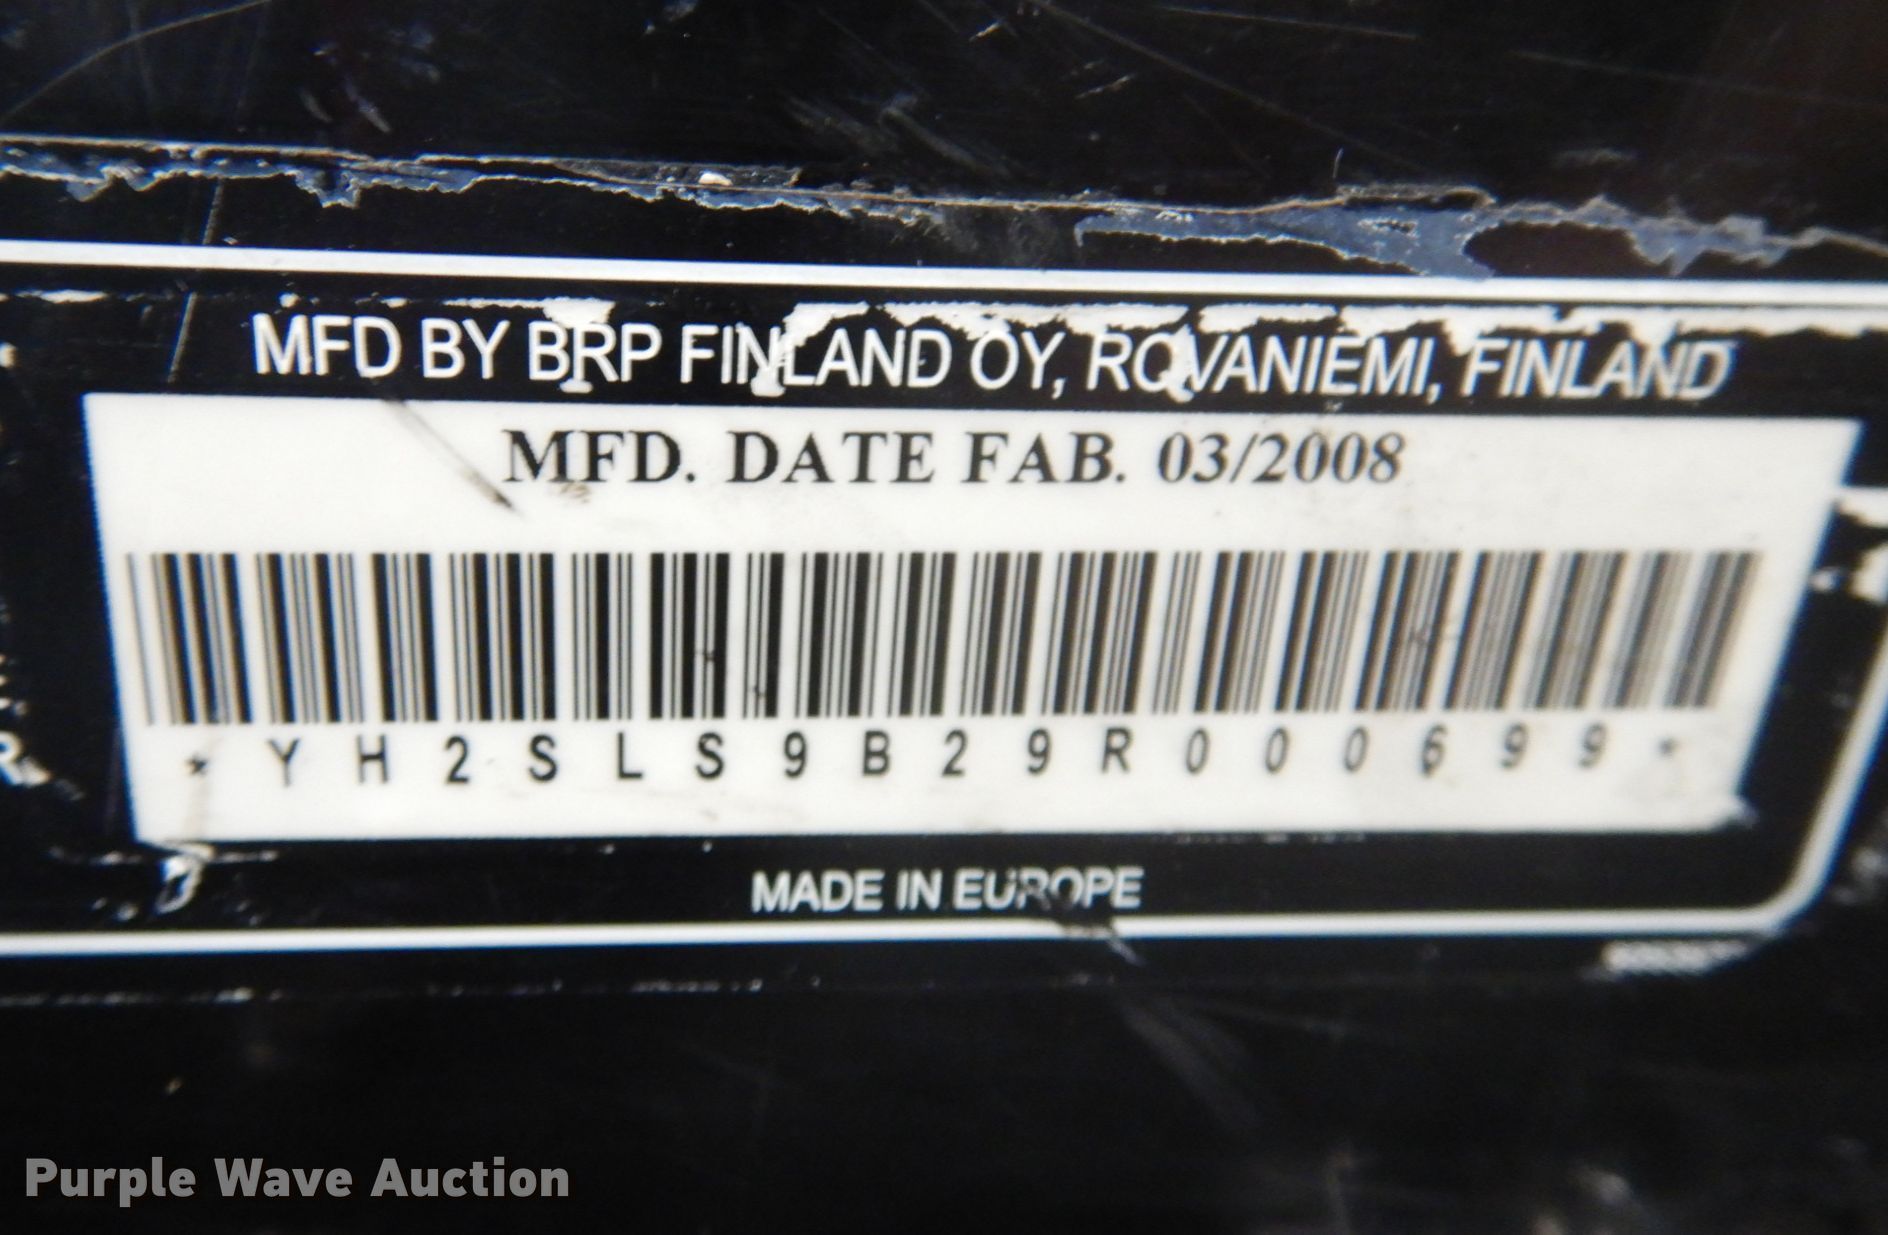 MFD BY BRP FINLAND OY, ROVANIEMI, FINLAND
MFD. DATE FAB. 03/2008
*YH2SLS9B29R000699*
MADE IN EUROPE
Purple Wave Auction